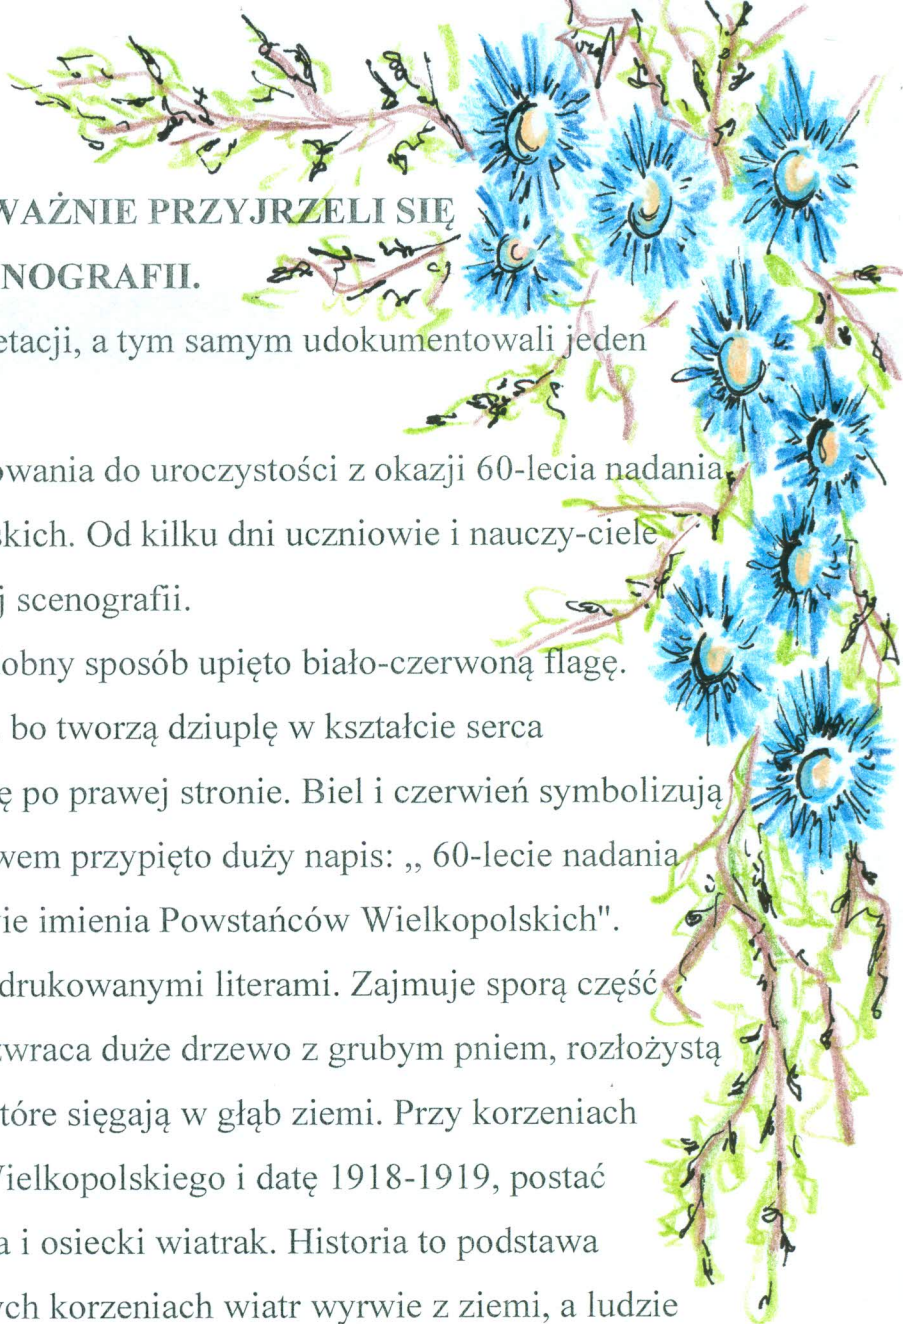 WAŻNIE PRZYJRZELI SIĘ
NOGRAFII.
etacji, a tym samym udokumentowali jeden
owania do uroczystości z okazji 60-lecia nadania
skich. Od kilku dni uczniowie i nauczy-ciele
j scenografii.
obny sposób upięto biało-czerwoną flagę.
bo tworzą dziuplę w kształcie serca
ę po prawej stronie. Biel i czerwień symbolizują
wem przypięto duży napis: ,, 60-lecie nadania
ie imienia Powstańców Wielkopolskich".
drukowanymi literami. Zajmuje sporą część
zwraca duże drzewo z grubym pniem, rozłożystą
tóre sięgają w głąb ziemi. Przy korzeniach
Wielkopolskiego i datę 1918-1919, postać
a i osiecki wiatrak. Historia to podstawa
ych korzeniach wiatr wyrwie z ziemi, a ludzie